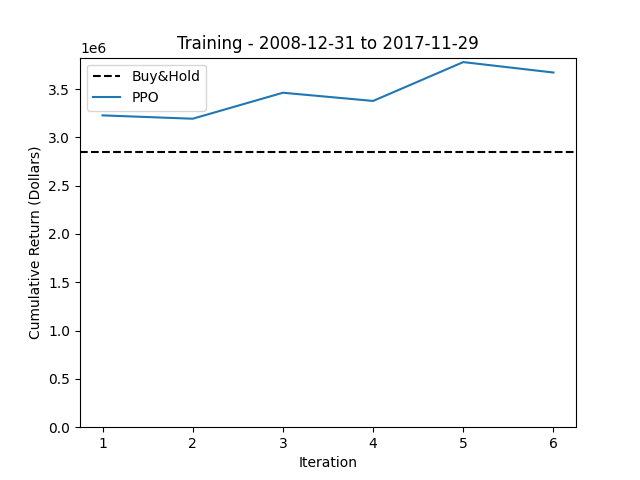 Training - 2008-12-31 to 2017-11-29
1e6
Buy&Hold
PPO
3.5
3.0
2.5
2.0
1.5
1.0
0.5
0.0
Cumulative Return (Dollars)
1 2 3 4 5 6
Iteration